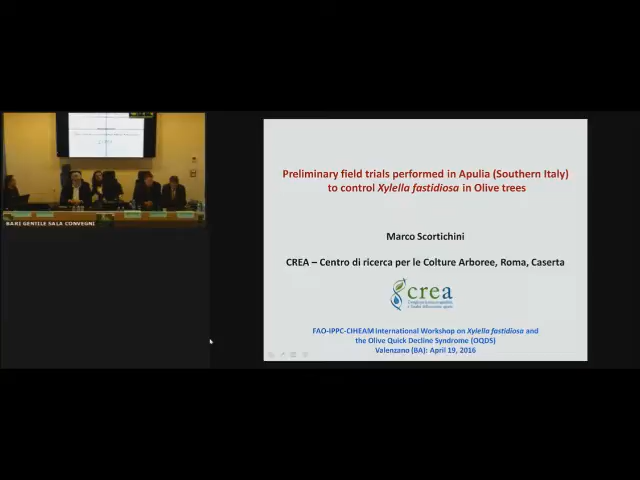 BARI GENTILE SALA CONVEGNI
Preliminary field trials performed in Apulia (Southern Italy)
to control Xylella fastidiosa in Olive trees
Marco Scortichini
CREA – Centro di ricerca per le Colture Arboree, Roma, Caserta
crea
FAO-IPPC-CIHEAM International Workshop on Xylella fastidiosa and
the Olive Quick Decline Syndrome (OQDS)
Valenzano (BA): April 19, 2016